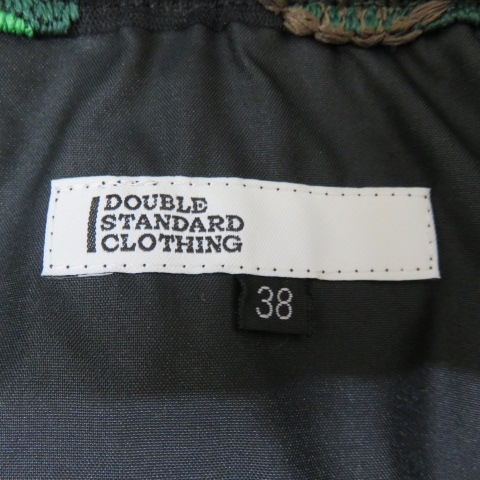 DOUBLE
STANDARD
CLOTHING
38